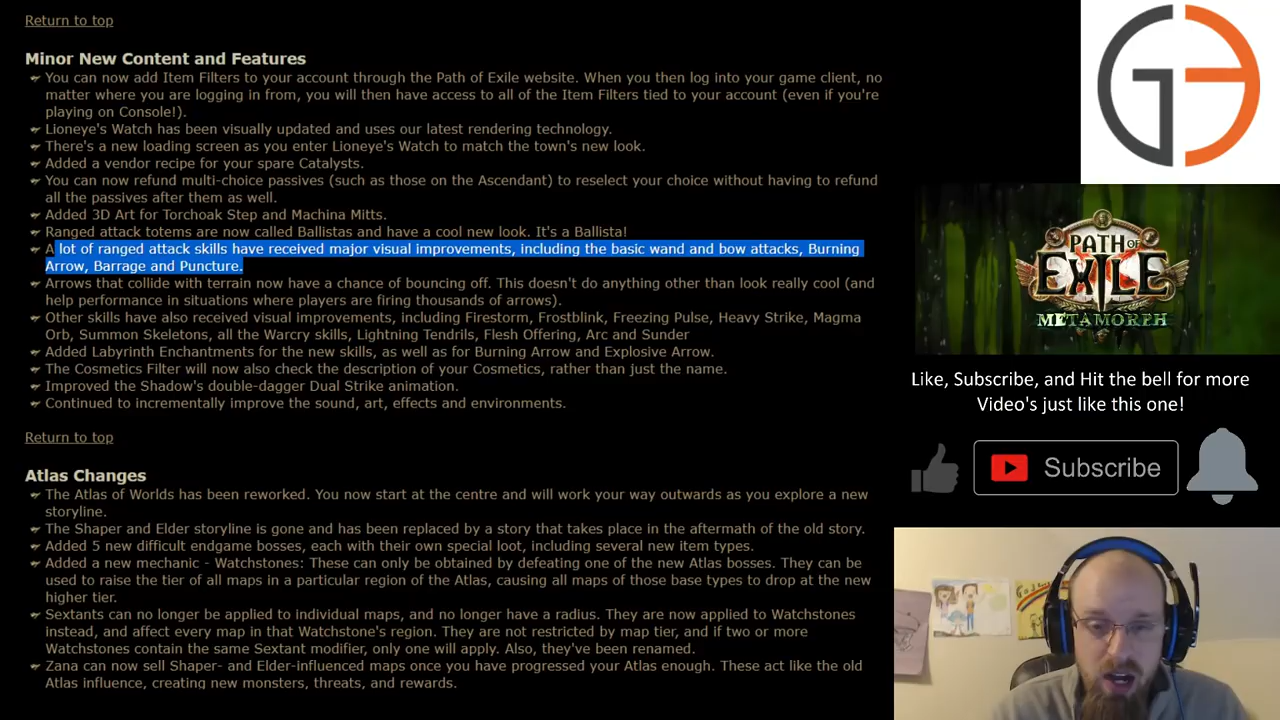 Return to top
Minor New Content and Features
You can now add Item Filters to your account through the Path of Exile website. When you then log into your game client, no
matter where you are logging in from, you will then have access to all of the Item Filters tied to your account (even if you're
playing on Console!).
Lioneye's Watch has been visually updated and uses our latest rendering technology.
There's a new loading screen as you enter Lioneye's Watch to match the town's new look.
Added a vendor recipe for your spare Catalysts.
You can now refund multi-choice passives (such as those on the Ascendant) to reselect your choice without having to refund
all the passives after them as well.
Added 3D Art for Torchoak Step and Machina Mitts.
Ranged attack totems are now called Ballistas and have a cool new look. It's a Ballista!
A lot of ranged attack skills have received major visual improvements, including the basic wand and bow attacks, Burning
Arrow, Barrage and Puncture.
Arrows that collide with terrain now have a chance of bouncing off. This doesn't do anything other than look really cool (and
help performance in situations where players are firing thousands of arrows).
Other skills have also received visual improvements, including Firestorm, Frostblink, Freezing Pulse, Heavy Strike, Magma
Orb, Summon Skeletons, all the Warcry skills, Lightning Tendrils, Flesh Offering, Arc and Sunder
Added Labyrinth Enchantments for the new skills, as well as for Burning Arrow and Explosive Arrow.
The Cosmetics Filter will now also check the description of your Cosmetics, rather than just the name.
Improved the Shadow's double-dagger Dual Strike animation.
Continued to incrementally improve the sound, art, effects and environments.
Return to top
Atlas Changes
The Atlas of Worlds has been reworked. You now start at the centre and will work your way outwards as you explore a new
storyline.
The Shaper and Elder storyline is gone and has been replaced by a story that takes place in the aftermath of the old story.
Added 5 new difficult endgame bosses, each with their own special loot, including several new item types.
Added a new mechanic - Watchstones: These can only be obtained by defeating one of the new Atlas bosses. They can be
used to raise the tier of all maps in a particular region of the Atlas, causing all maps of those base types to drop at the new
higher tier.
Sextants can no longer be applied to individual maps, and no longer have a radius. They are now applied to Watchstones
instead, and affect every map in that Watchstone's region. They are not restricted by map tier, and if two or more
Watchstones contain the same Sextant modifier, only one will apply. Also, they've been renamed.
Zana can now sell Shaper- and Elder-influenced maps once you have progressed your Atlas enough. These act like the old
Atlas influence, creating new monsters, threats, and rewards.
PATH OF
EXILE
METAMORPH
Like, Subscribe, and Hit the bell for more
Video's just like this one!
Subscribe